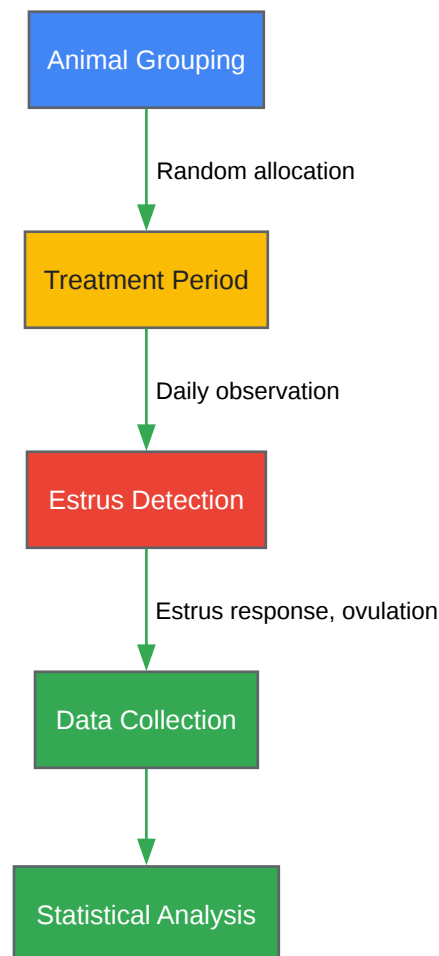 Animal Grouping
Random allocation
Treatment Period
Daily observation
Estrus Detection
Estrus response, ovulation
Data Collection
Statistical Analysis